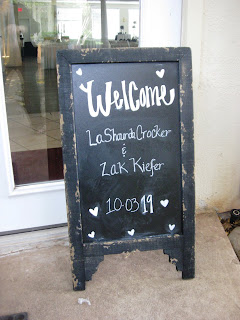 Welcome
LaShaunda Crocker
&
Zak Kiefer
10-03 19